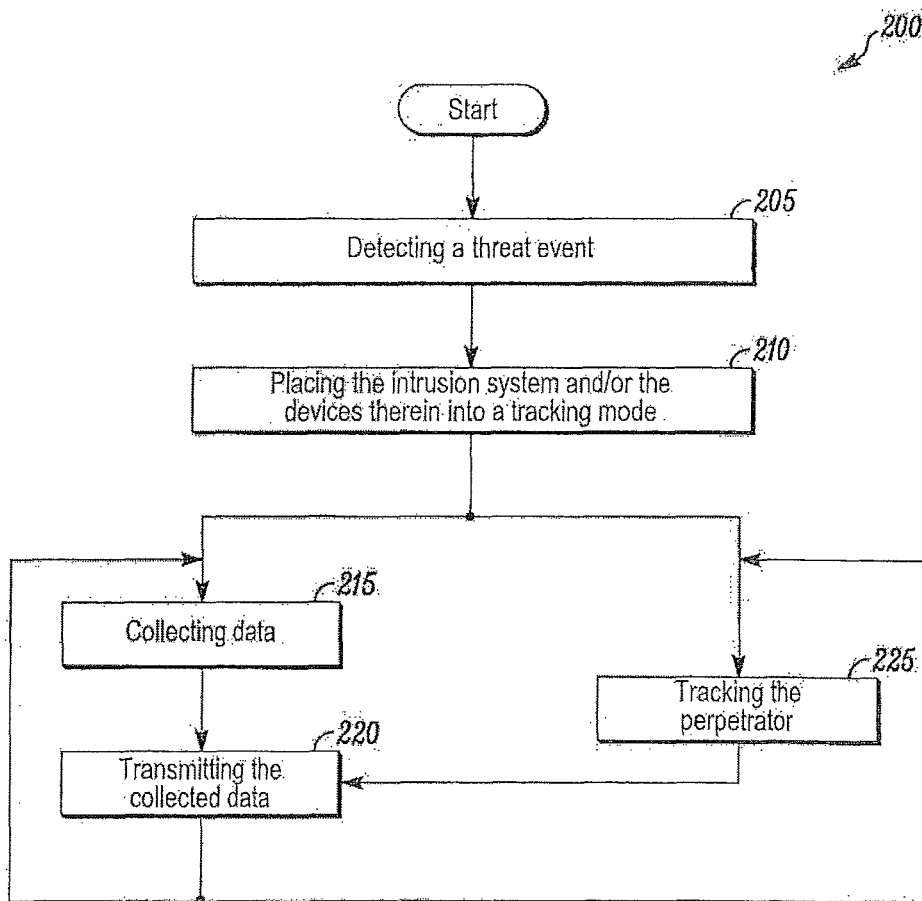 200
Start
205
Detecting a threat event
210
Placing the intrusion system and/or the
devices therein into a tracking mode
215
Collecting data
225
Tracking the
perpetrator
220
Transmitting the
collected data